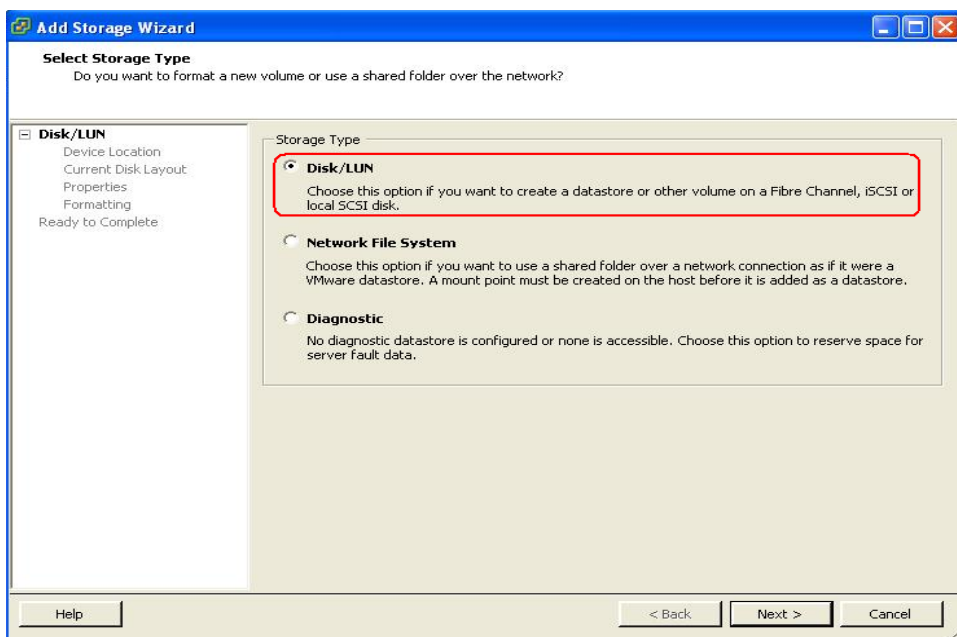 Add Storage Wizard
Select Storage Type
Do you want to format a new volume or use a shared folder over the network?
Disk/LUN
Device Location
Current Disk Layout
Properties
Formatting
Ready to Complete
Storage Type
Disk/LUN
Choose this option if you want to create a datastore or other volume on a Fibre Channel, iSCSI or
local SCSI disk.
Network File System
Choose this option if you want to use a shared folder over a network connection as if it were a
VMware datastore. A mount point must be created on the host before it is added as a datastore.
Diagnostic
No diagnostic datastore is configured or none is accessible. Choose this option to reserve space for
server fault data.
Help
< Back
Next >
Cancel